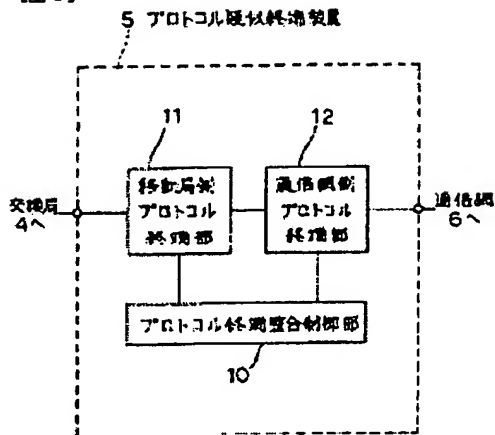 5 プロトコル疑似終端装置
11
12
移動局側
プロトコル
終端部
通信網側
プロトコル
終端部
交換局
4へ
通信網
6へ
プロトコル終端整合制御部
10